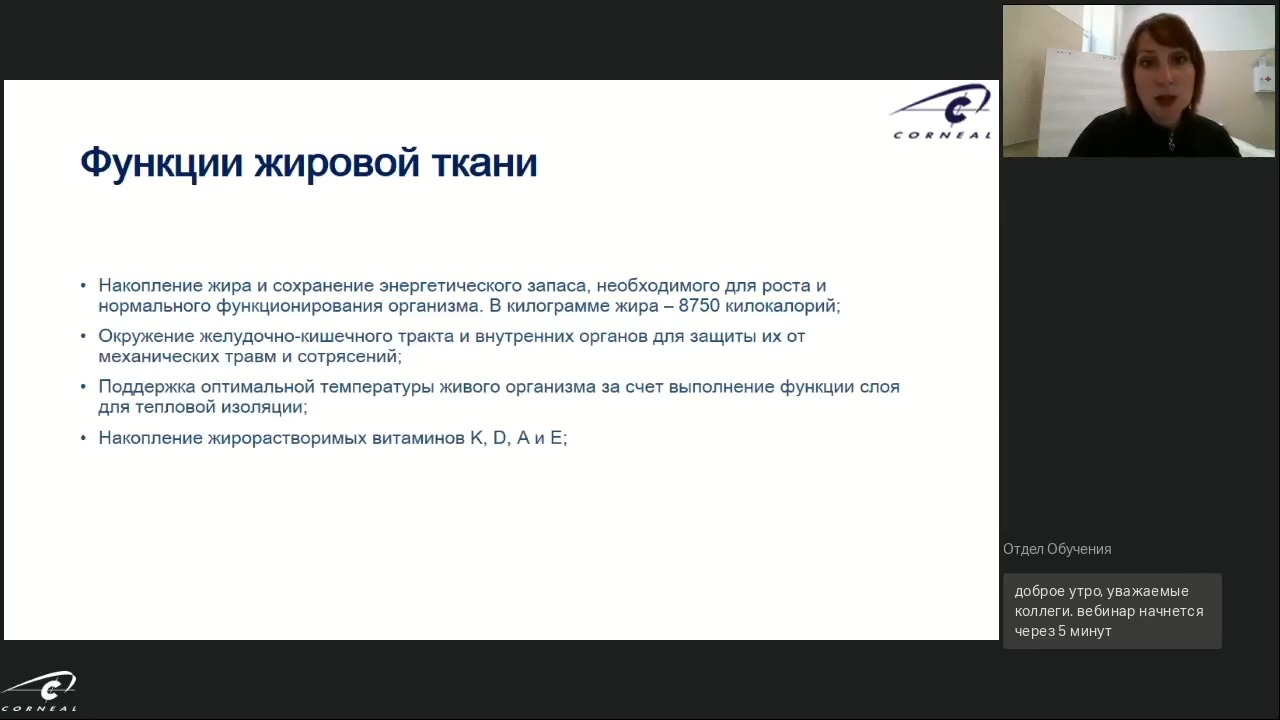 CORNEAL
Функции жировой ткани
• Накопление жира и сохранение энергетического запаса, необходимого для роста и
нормального функционирования организма. В килограмме жира – 8750 килокалорий;
• Окружение желудочно-кишечного тракта и внутренних органов для защиты их от
механических травм и сотрясений;
• Поддержка оптимальной температуры живого организма за счет выполнение функции слоя
для тепловой изоляции;
• Накопление жирорастворимых витаминов K, D, A и E;
Отдел Обучения
доброе утро, уважаемые
коллеги. вебинар начнется
через 5 минут
CORNEAL